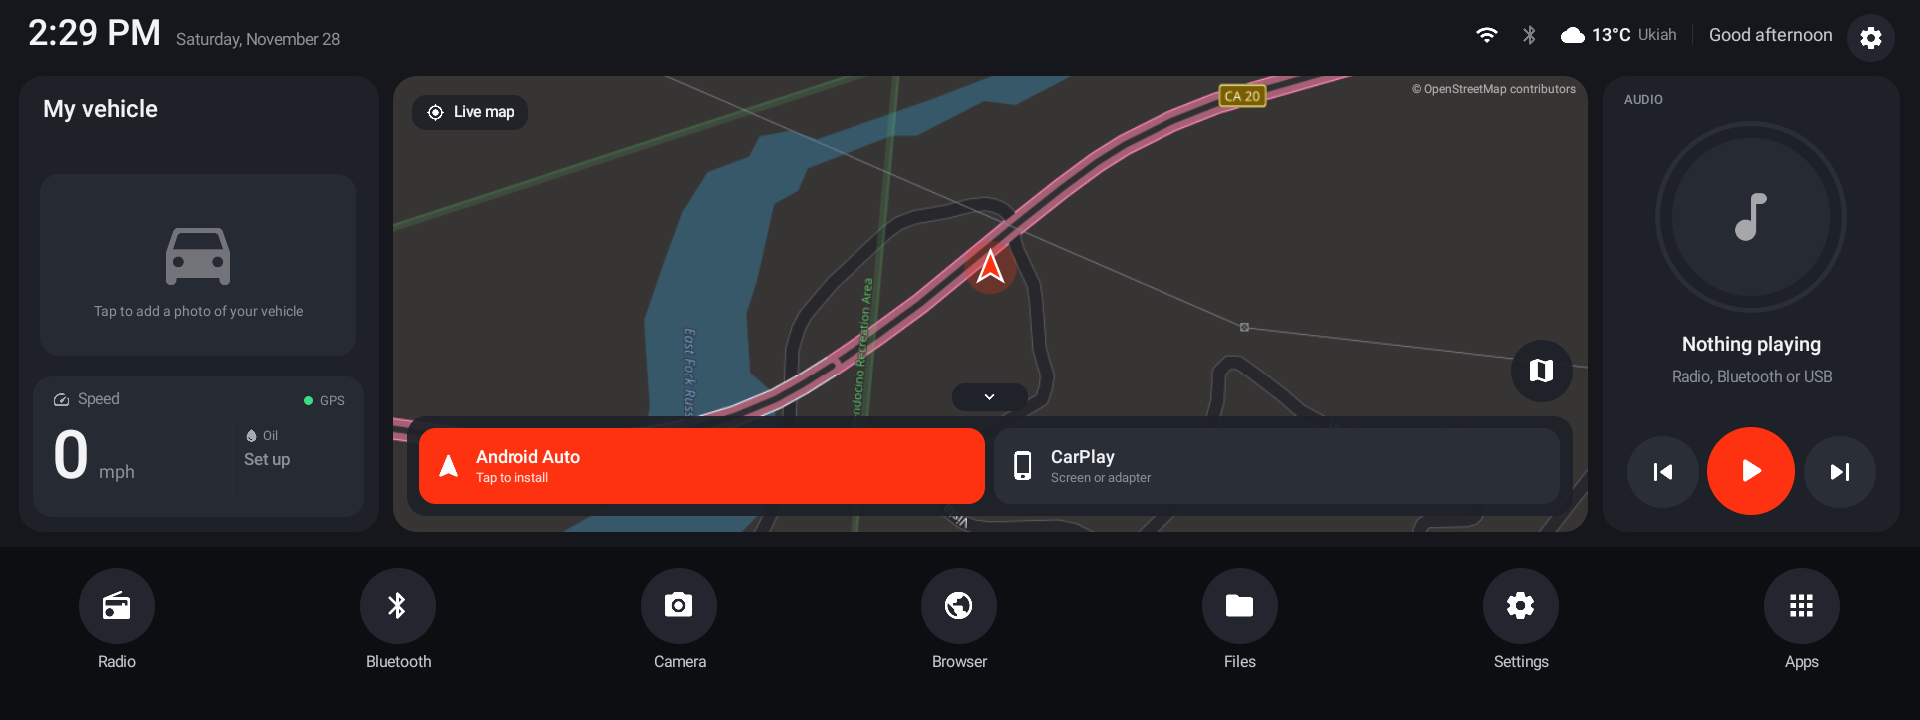 2:29 PM
Saturday, November 28
13°C Ukiah
Good afternoon
My vehicle
Tap to add a photo of your vehicle
Speed
GPS
0 mph
Oil
Set up
Live map
CA 20
© OpenStreetMap contributors
East Fork Russ
Recreation Area
Android Auto
Tap to install
CarPlay
Screen or adapter
AUDIO
Nothing playing
Radio, Bluetooth or USB
Radio
Bluetooth
Camera
Browser
Files
Settings
Apps